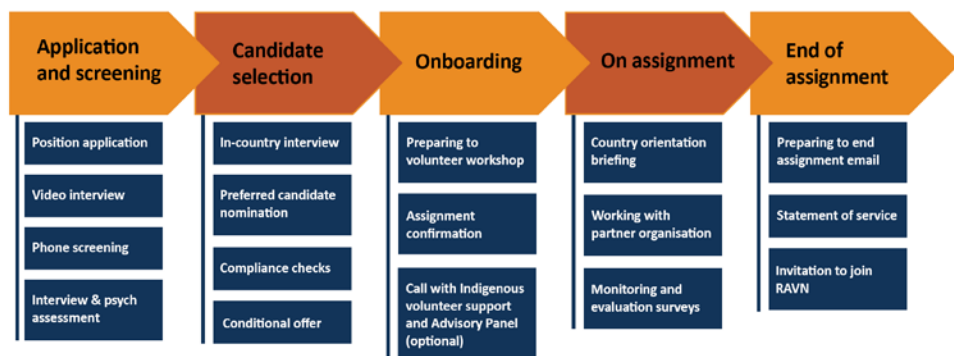 Application
and screening
Position application
Video interview
Phone screening
Interview & psych
assessment
Candidate
selection
In-country interview
Preferred candidate
nomination
Compliance checks
Conditional offer
Onboarding
Preparing to
volunteer workshop
Assignment
confirmation
Call with Indigenous
volunteer support
and Advisory Panel
(optional)
On assignment
Country orientation
briefing
Working with
partner organisation
Monitoring and
evaluation surveys
End of
assignment
Preparing to end
assignment email
Statement of service
Invitation to join
RAVN